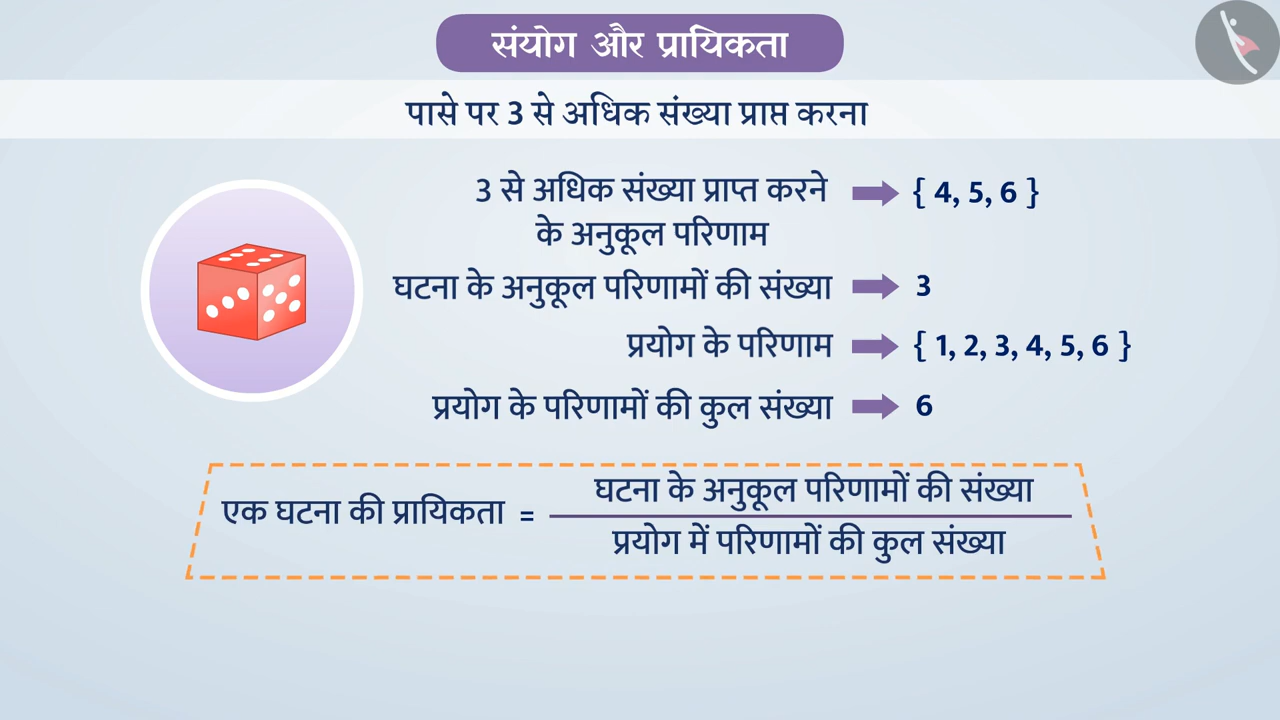 संयोग और प्रायिकता
पासे पर 3 से अधिक संख्या प्राप्त करना
3 से अधिक संख्या प्राप्त करने → { 4, 5, 6 }
के अनुकूल परिणाम
घटना के अनुकूल परिणामों की संख्या → 3
प्रयोग के परिणाम → { 1, 2, 3, 4, 5, 6 }
प्रयोग के परिणामों की कुल संख्या → 6
घटना के अनुकूल परिणामों की संख्या
एक घटना की प्रायिकता =
प्रयोग में परिणामों की कुल संख्या